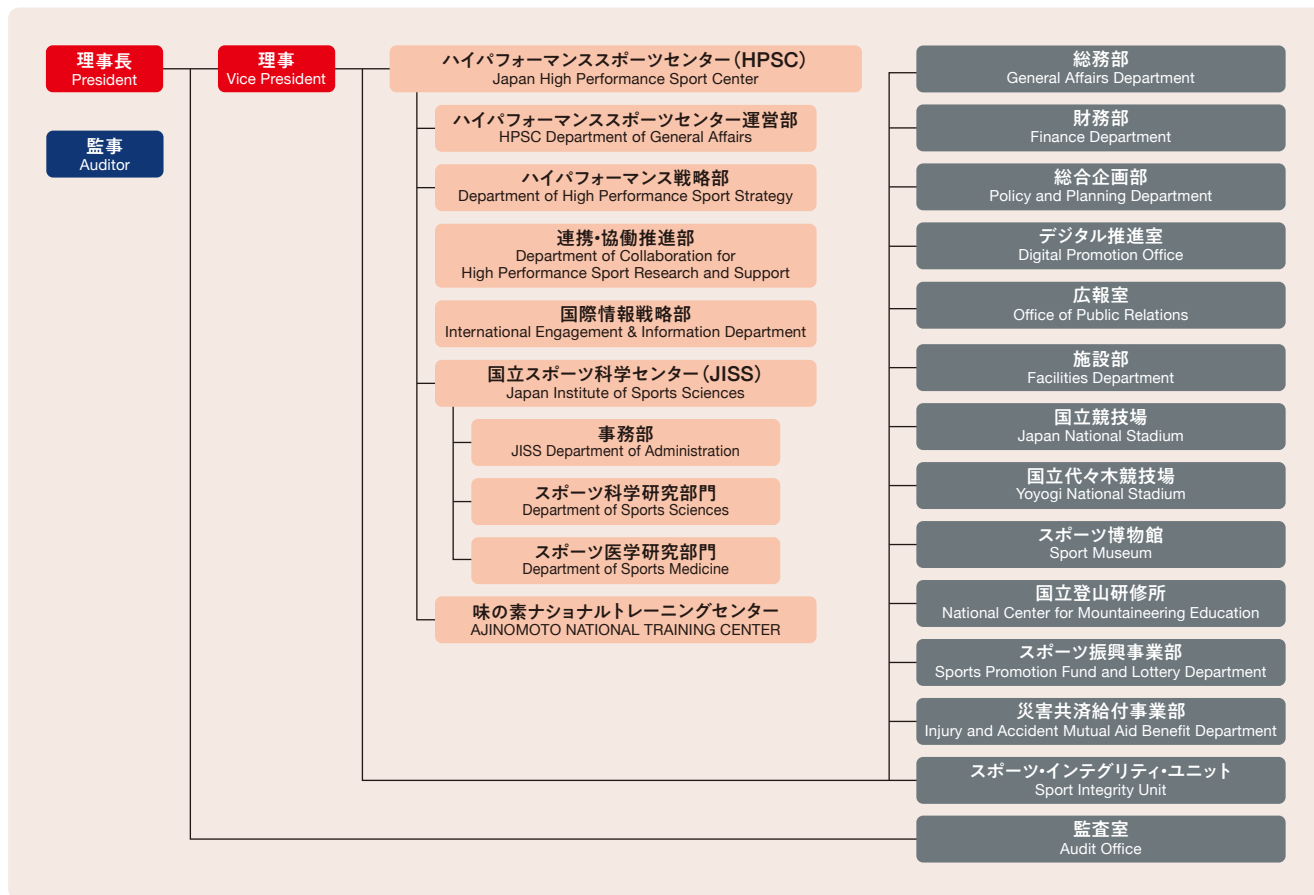 理事長
President
監事
Auditor
理事
Vice President
ハイパフォーマンススポーツセンター（HPSC）
Japan High Performance Sport Center
ハイパフォーマンススポーツセンター運営部
HPSC Department of General Affairs
ハイパフォーマンス戦略部
Department of High Performance Sport Strategy
連携・協働推進部
Department of Collaboration for
High Performance Sport Research and Support
国際情報戦略部
International Engagement & Information Department
国立スポーツ科学センター（JISS）
Japan Institute of Sports Sciences
事務部
JISS Department of Administration
スポーツ科学研究部門
Department of Sports Sciences
スポーツ医学研究部門
Department of Sports Medicine
味の素ナショナルトレーニングセンター
AJINOMOTO NATIONAL TRAINING CENTER
総務部
General Affairs Department
財務部
Finance Department
総合企画部
Policy and Planning Department
デジタル推進室
Digital Promotion Office
広報室
Office of Public Relations
施設部
Facilities Department
国立競技場
Japan National Stadium
国立代々木競技場
Yoyogi National Stadium
スポーツ博物館
Sport Museum
国立登山研修所
National Center for Mountaineering Education
スポーツ振興事業部
Sports Promotion Fund and Lottery Department
災害共済給付事業部
Injury and Accident Mutual Aid Benefit Department
スポーツ・インテグリティ・ユニット
Sport Integrity Unit
監査室
Audit Office